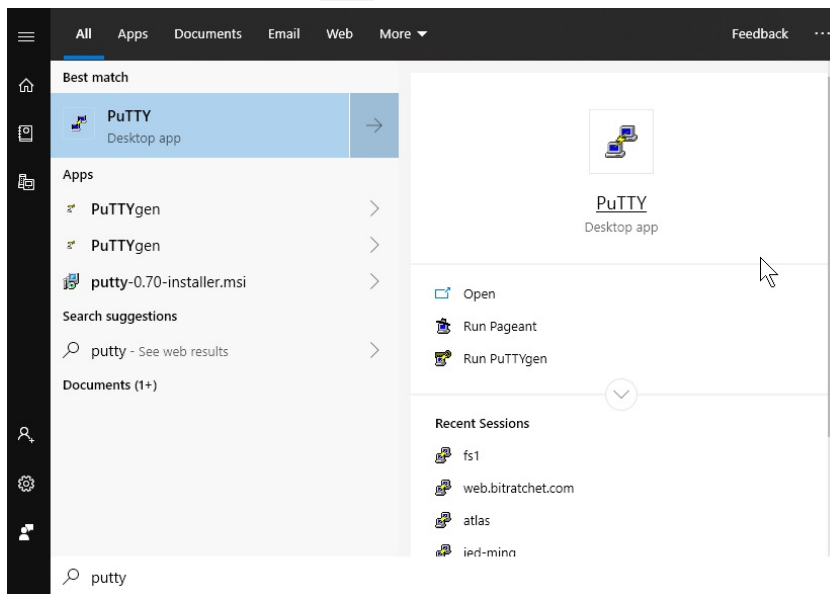 All Apps Documents Email Web More Feedback ...
Best match
PuTTY
Desktop app
Apps
PuTTYgen
PuTTYgen
putty-0.70-installer.msi
Search suggestions
putty - See web results
Documents (1+)
PuTTY
Desktop app
Open
Run Pageant
Run PuTTYgen
Recent Sessions
fs1
web.bitratchet.com
atlas
jed-ming
putty